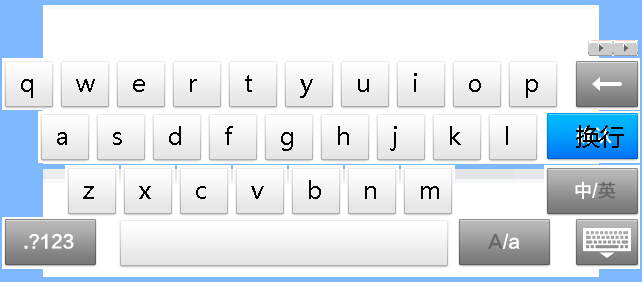 q w e r t y u i o p
a s d f g h j k l 换行
z x c v b n m 中/英
.?123 A/a